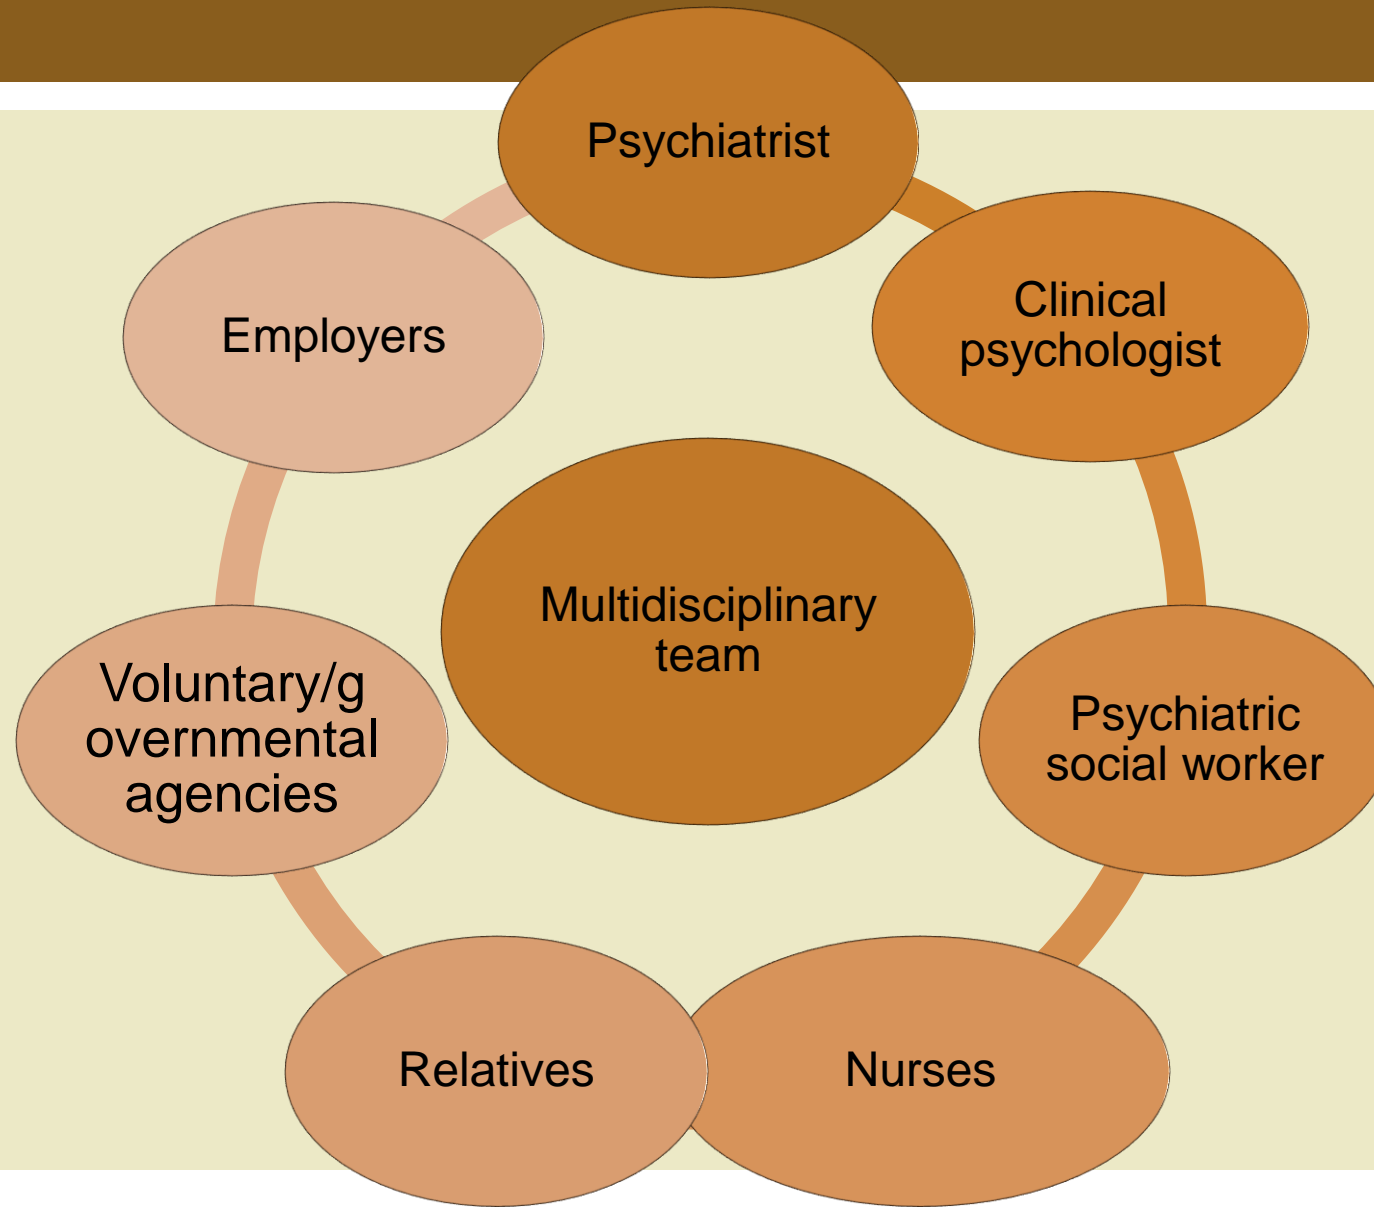 Psychiatrist
Clinical
psychologist
Psychiatric
social worker
Nurses
Relatives
Voluntary/g
overnmental
agencies
Employers
Multidisciplinary
team